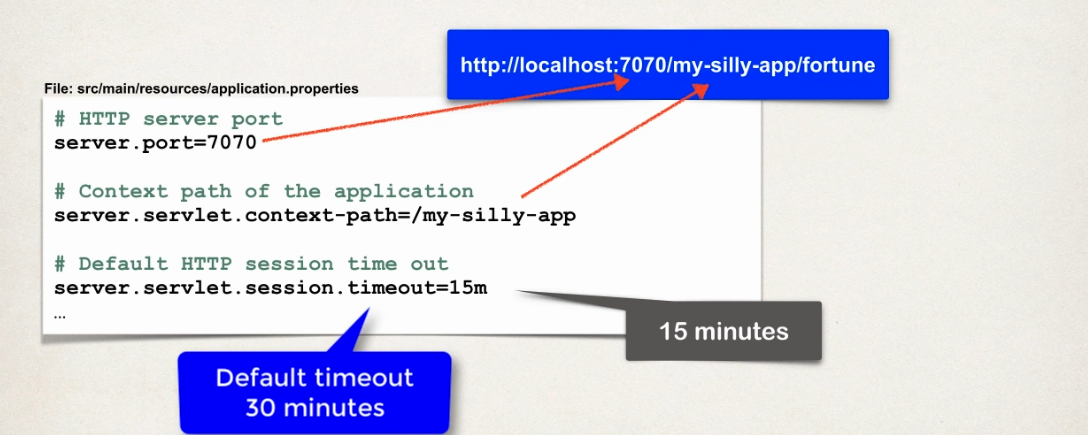 http://localhost:7070/my-silly-app/fortune
File: src/main/resources/application.properties
# HTTP server port
server.port=7070
# Context path of the application
server.servlet.context-path=/my-silly-app
# Default HTTP session time out
server.servlet.session.timeout=15m
...
15 minutes
Default timeout
30 minutes